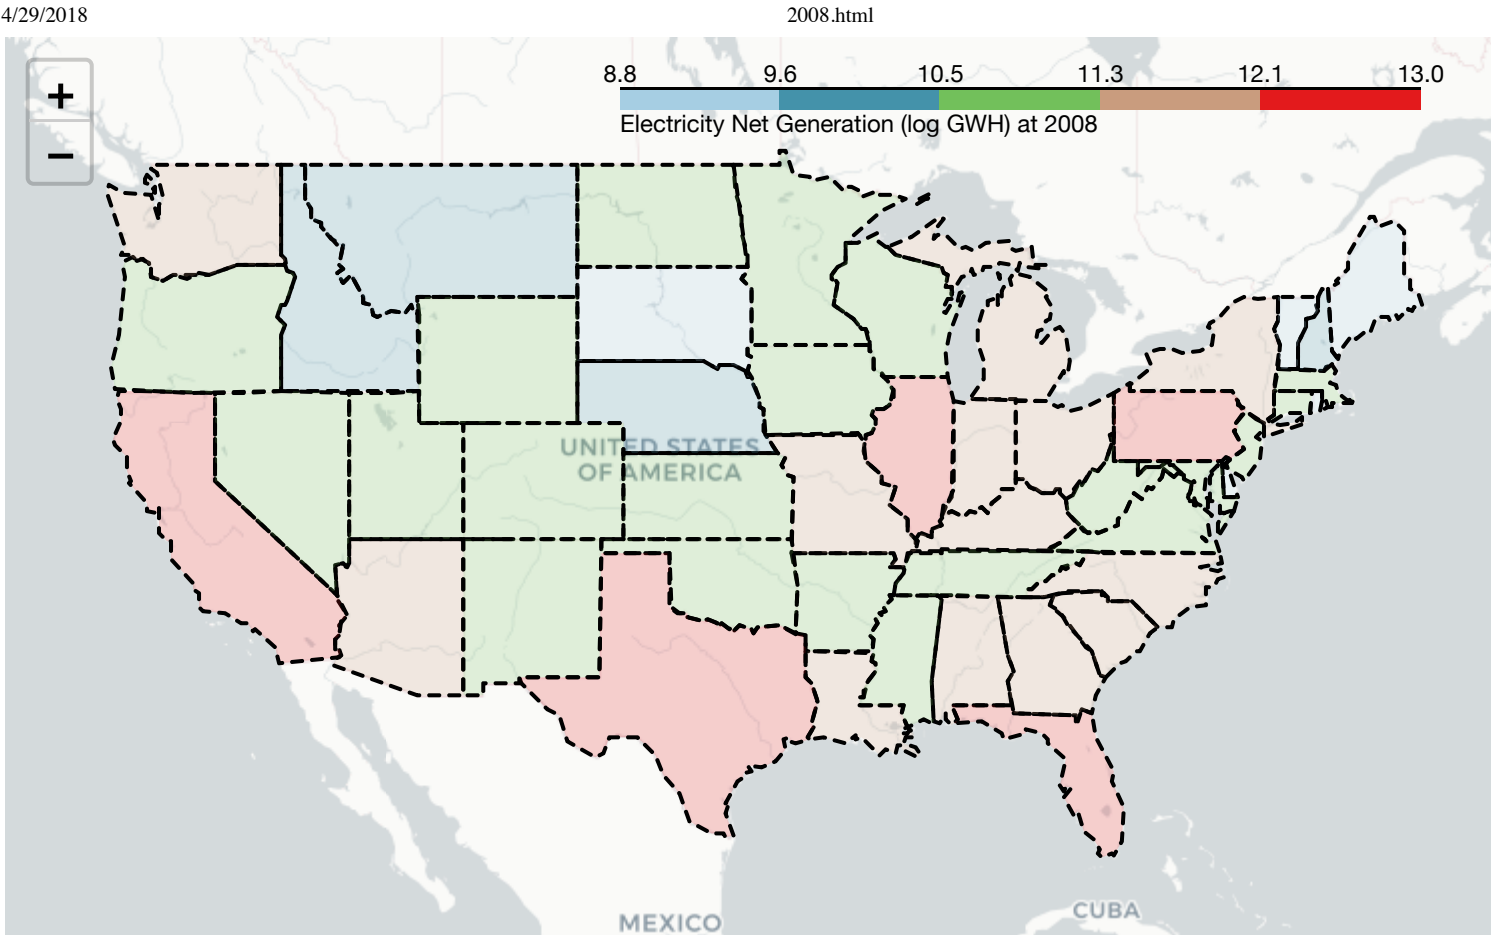 4/29/2018 2008.html
+
−
8.8 9.6 10.5 11.3 12.1 13.0
Electricity Net Generation (log GWH) at 2008
UNITED STATES
OF AMERICA
MEXICO
CUBA